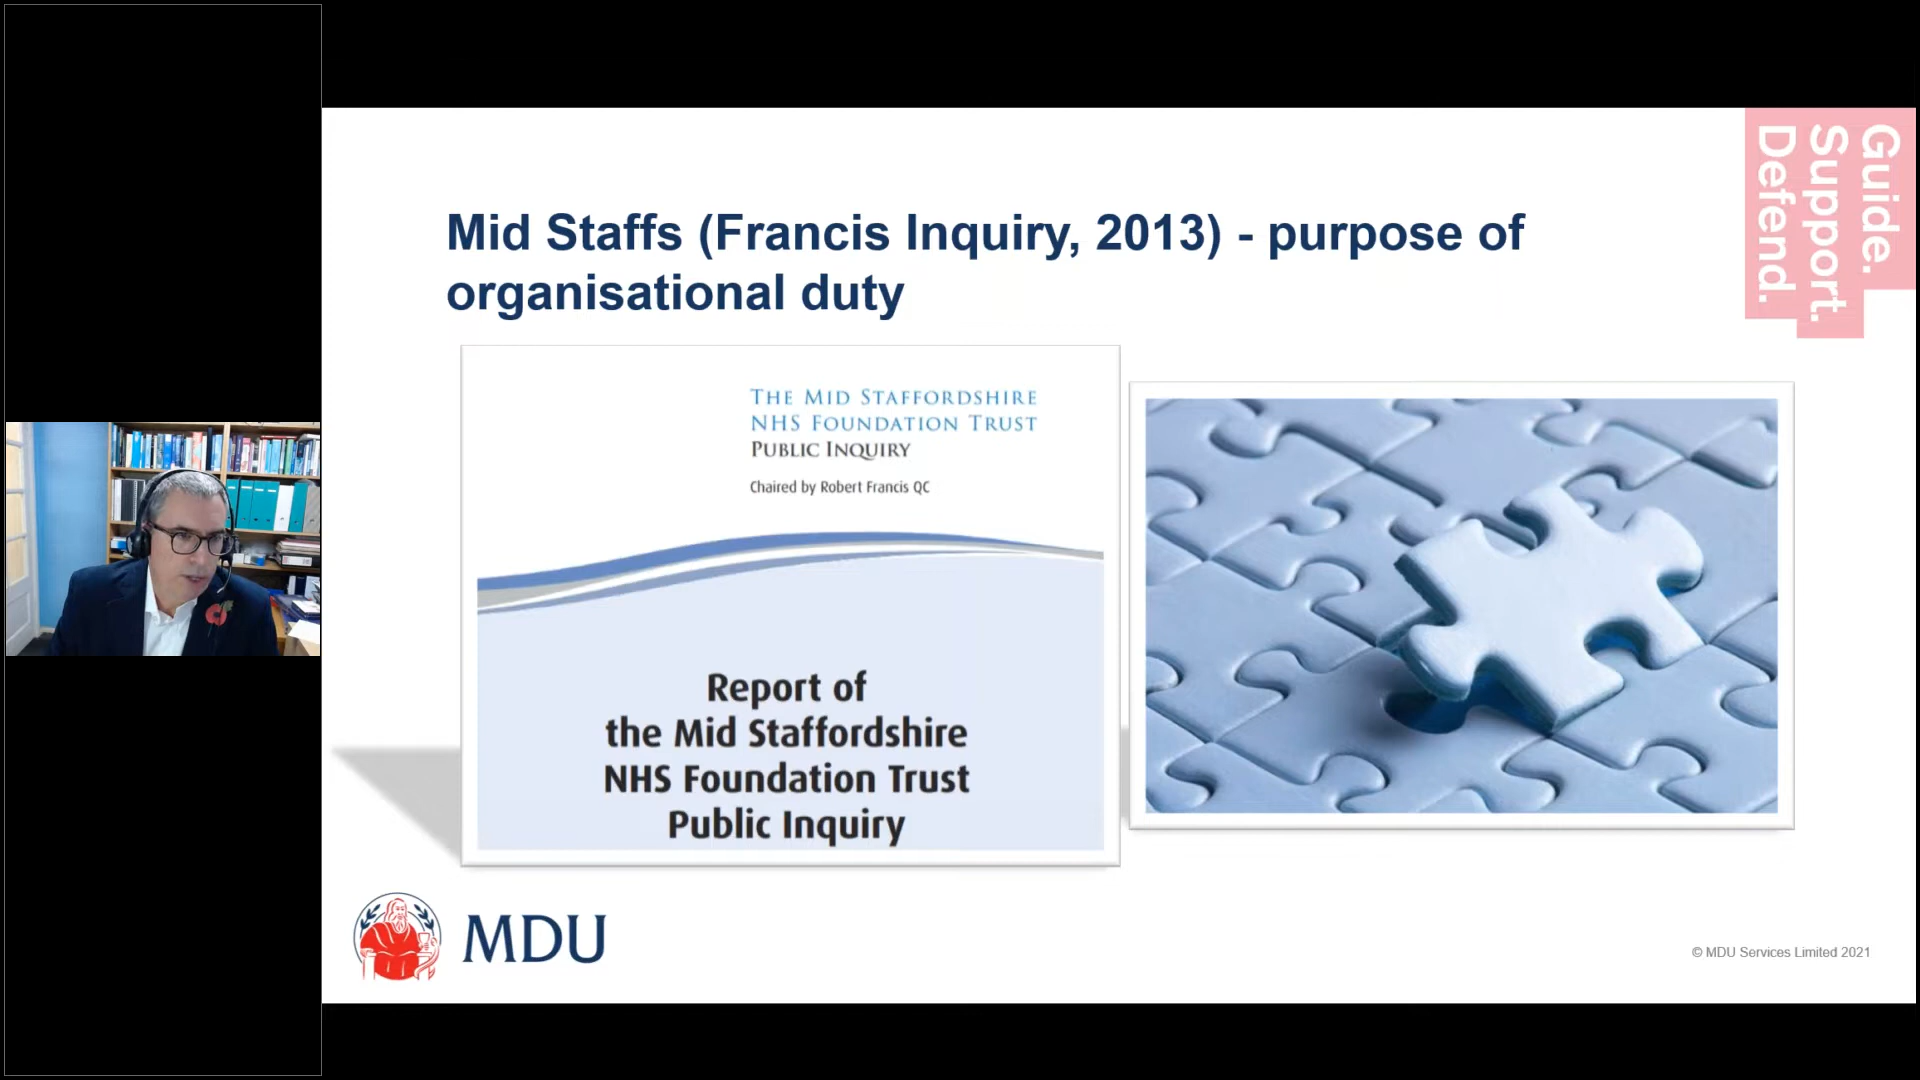 Guide.
Support.
Defend.
Mid Staffs (Francis Inquiry, 2013) - purpose of
organisational duty
THE MID STAFFORDSHIRE
NHS FOUNDATION TRUST
PUBLIC INQUIRY
Chaired by Robert Francis QC
Report of
the Mid Staffordshire
NHS Foundation Trust
Public Inquiry
MDU
© MDU Services Limited 2021